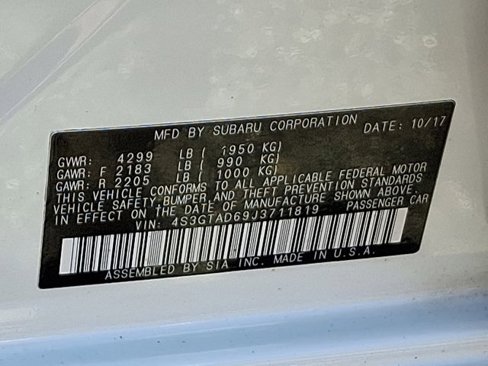 MFD BY SUBARU CORPORATION DATE: 10/17
GVWR: 4299 LB ( 1950 KG)
GAWR: F 2183 LB ( 990 KG)
GAWR: R 2205 LB ( 1000 KG)
THIS VEHICLE CONFORMS TO ALL APPLICABLE FEDERAL MOTOR
VEHICLE SAFETY, BUMPER, AND THEFT PREVENTION STANDARDS
IN EFFECT ON THE DATE OF MANUFACTURE SHOWN ABOVE.
VIN: 4S3GTAD69J3711819 PASSENGER CAR
ASSEMBLED BY SIA INC. MADE IN U.S.A.